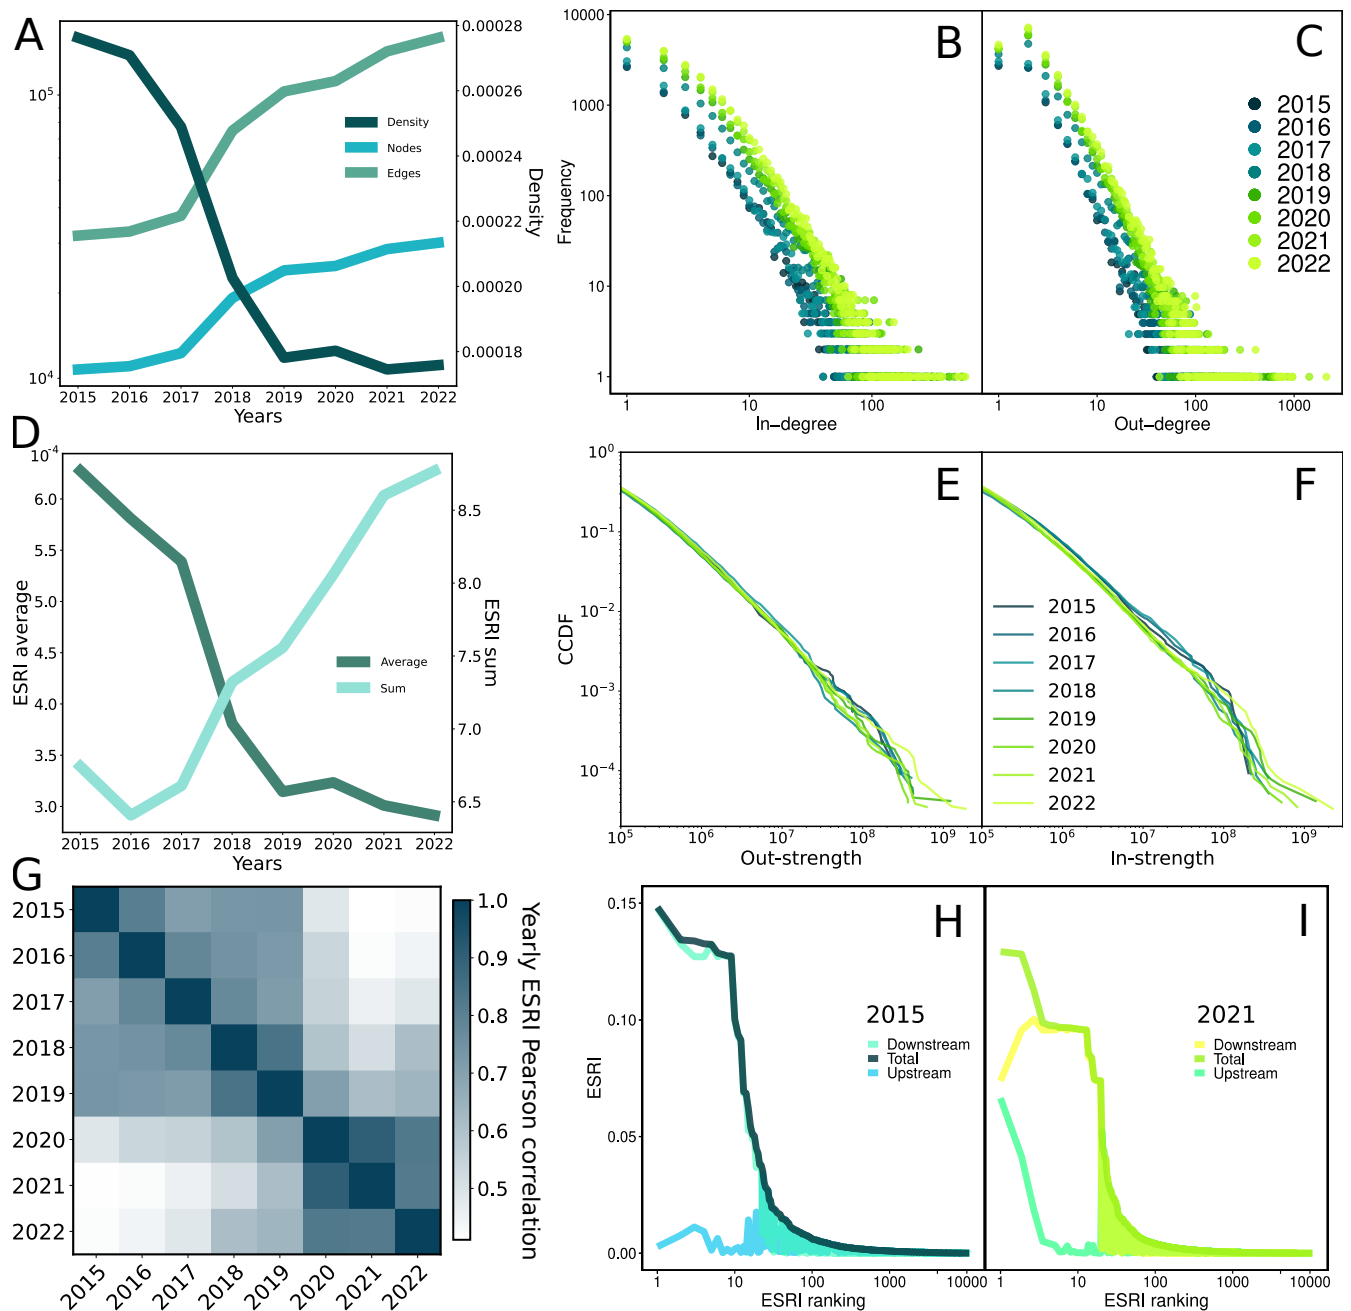 A
10^5
10^4
0.00028
0.00026
0.00024
0.00022
0.00020
0.00018
Density
Density
Nodes
Edges
2015 2016 2017 2018 2019 2020 2021 2022
Years
B
C
10000
1000
100
10
1
Frequency
1 10 100
In–degree
1 10 100 1000
Out–degree
2015
2016
2017
2018
2019
2020
2021
2022
D
10^-4
6.0
5.5
5.0
4.5
4.0
3.5
3.0
ESRI average
8.5
8.0
7.5
7.0
6.5
ESRI sum
Average
Sum
2015 2016 2017 2018 2019 2020 2021 2022
Years
E
F
10^0
10^-1
10^-2
10^-3
10^-4
CCDF
10^5 10^6 10^7 10^8 10^9
Out-strength
10^5 10^6 10^7 10^8 10^9
In-strength
2015
2016
2017
2018
2019
2020
2021
2022
G
2015
2016
2017
2018
2019
2020
2021
2022
2015 2016 2017 2018 2019 2020 2021 2022
1.0
0.9
0.8
0.7
0.6
0.5
Yearly ESRI Pearson correlation
H
I
0.15
0.10
0.05
0.00
ESRI
2015
Downstream
Total
Upstream
1 10 100 1000 10000
ESRI ranking
2021
Downstream
Total
Upstream
1 10 100 1000 10000
ESRI ranking